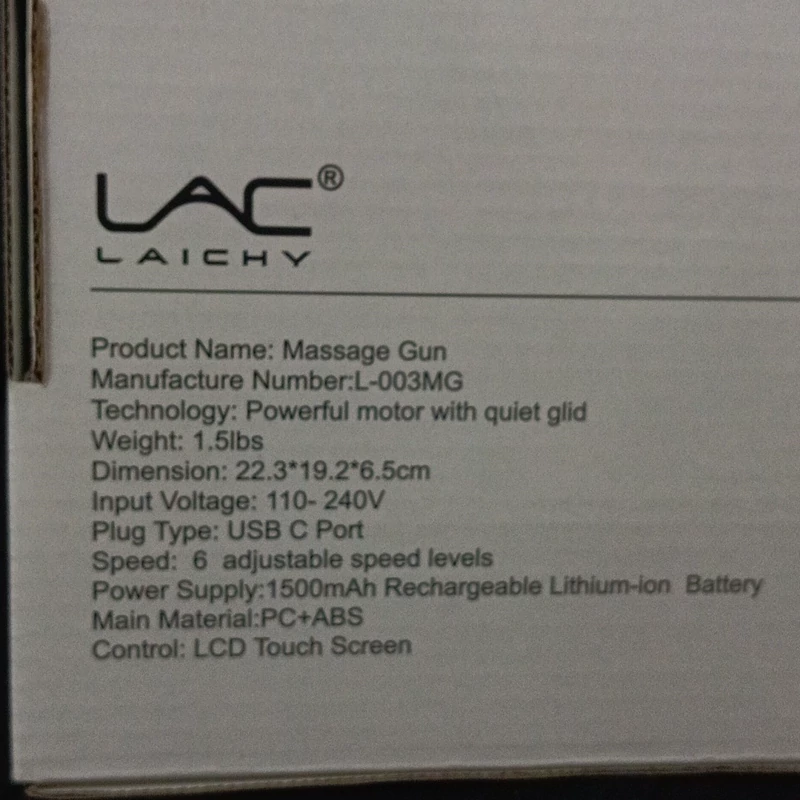 LAC®
LAICHY
Product Name: Massage Gun
Manufacture Number:L-003MG
Technology: Powerful motor with quiet glid
Weight: 1.5lbs
Dimension: 22.3*19.2*6.5cm
Input Voltage: 110- 240V
Plug Type: USB C Port
Speed: 6 adjustable speed levels
Power Supply:1500mAh Rechargeable Lithium-ion Battery
Main Material:PC+ABS
Control: LCD Touch Screen